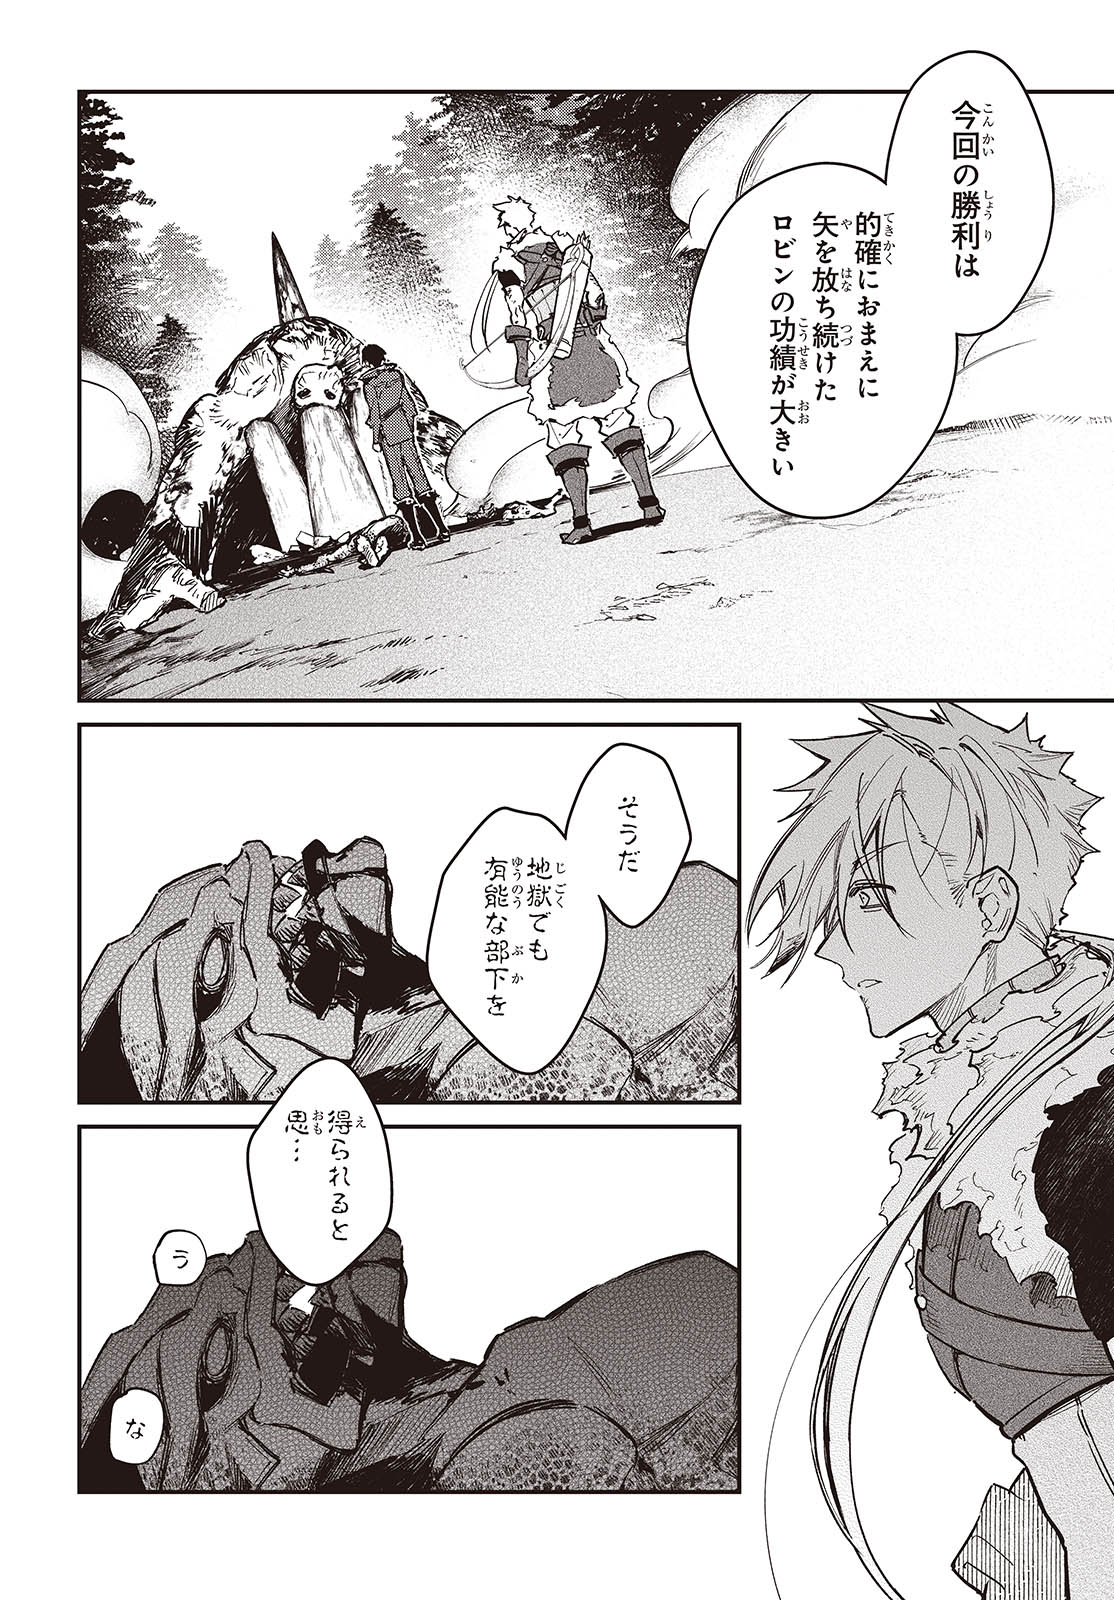 今回の勝利は
的確におまえに
矢を放ち続けた
ロビンの功績が大きい
そうだ
地獄でも
有能な部下を
得られると
思…
う
な